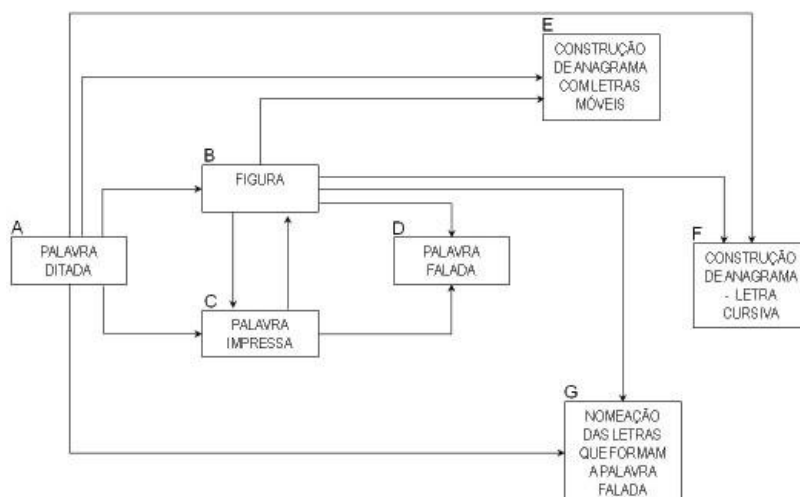 E
CONSTRUÇÃO
DE ANAGRAMA
COM LETRAS
MÓVEIS
B
FIGURA
A
PALAVRA
DITADA
D
PALAVRA
FALADA
F
CONSTRUÇÃO
DE ANAGRAMA
- LETRA
CURSIVA
C
PALAVRA
IMPRESSA
G
NOMEAÇÃO
DAS LETRAS
QUE FORMAM
A PALAVRA
FALADA